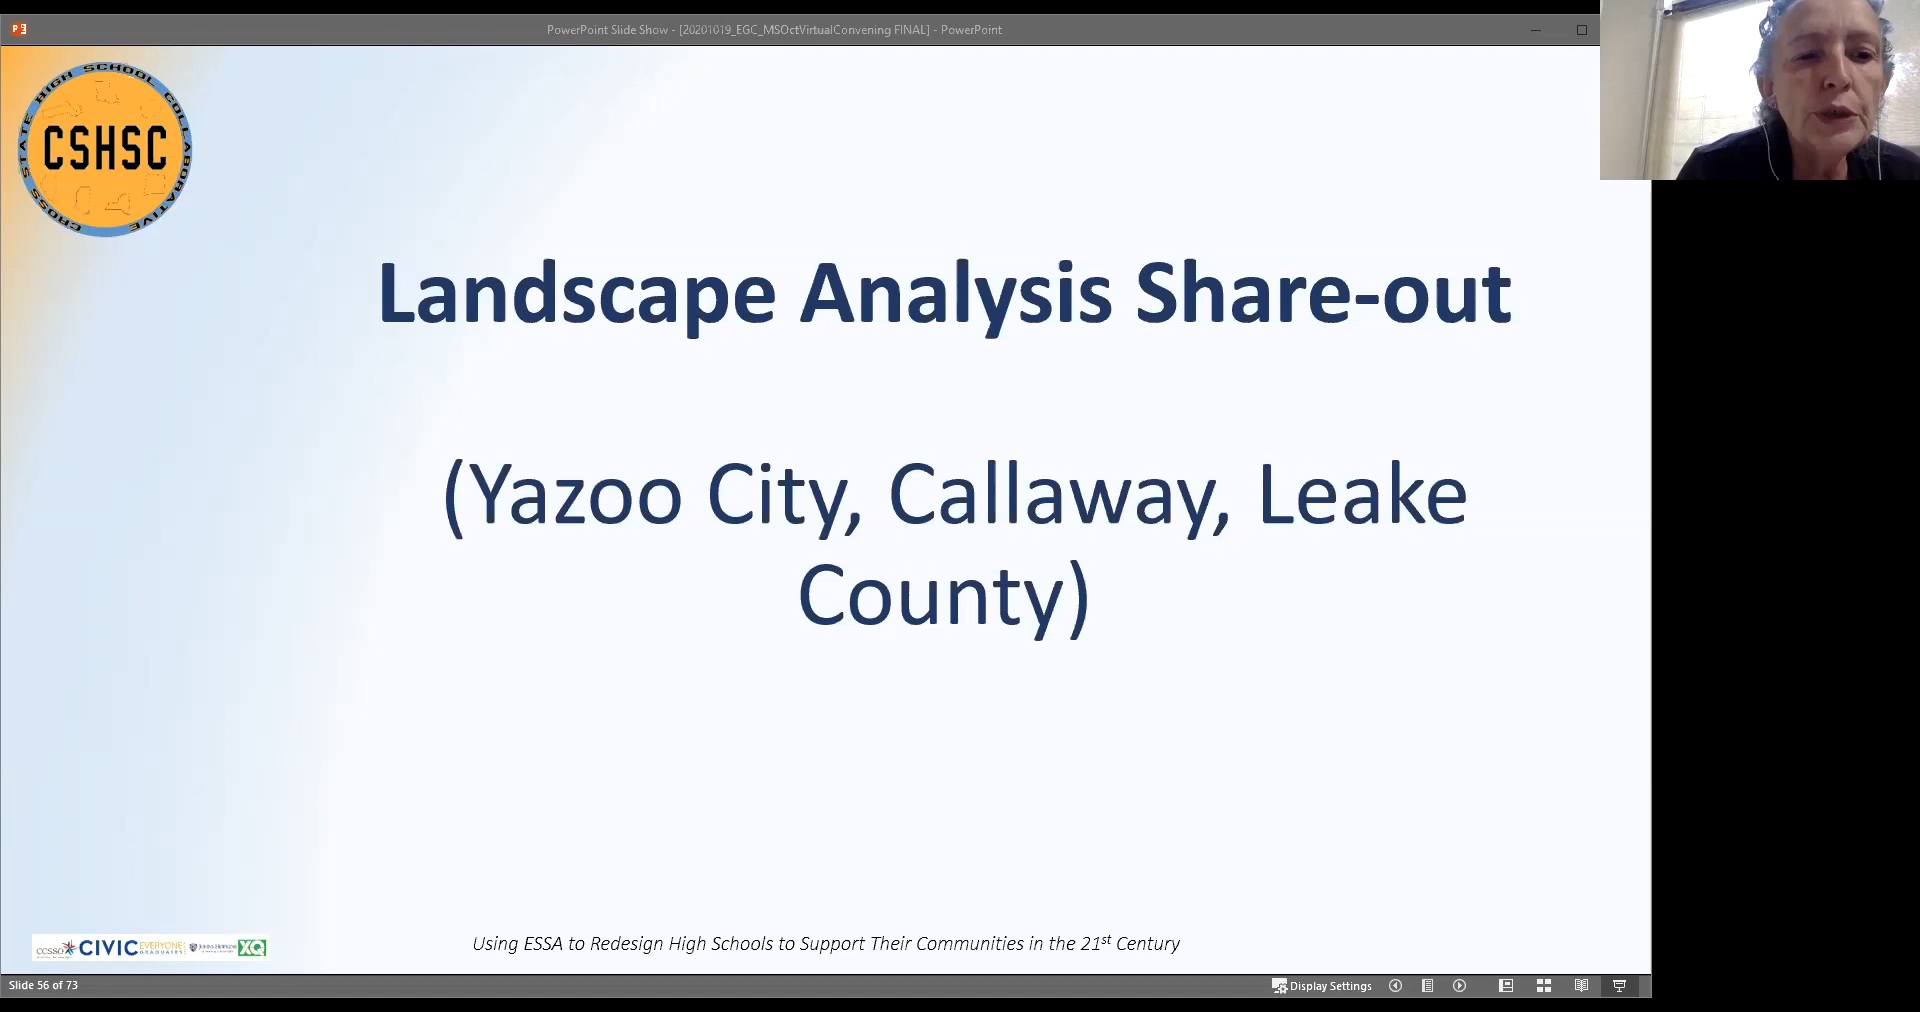 PowerPoint Slide Show - [20201019_EGC_MSOctVirtualConvening FINAL] - PowerPoint
CROSS STATE HIGH SCHOOL COLLABORATIVE
CSHSC
Landscape Analysis Share-out
(Yazoo City, Callaway, Leake
County)
ccsso CIVIC EVERYONE GRADUATES JOHNS HOPKINS XQ
Using ESSA to Redesign High Schools to Support Their Communities in the 21st Century
Slide 56 of 73
Display Settings